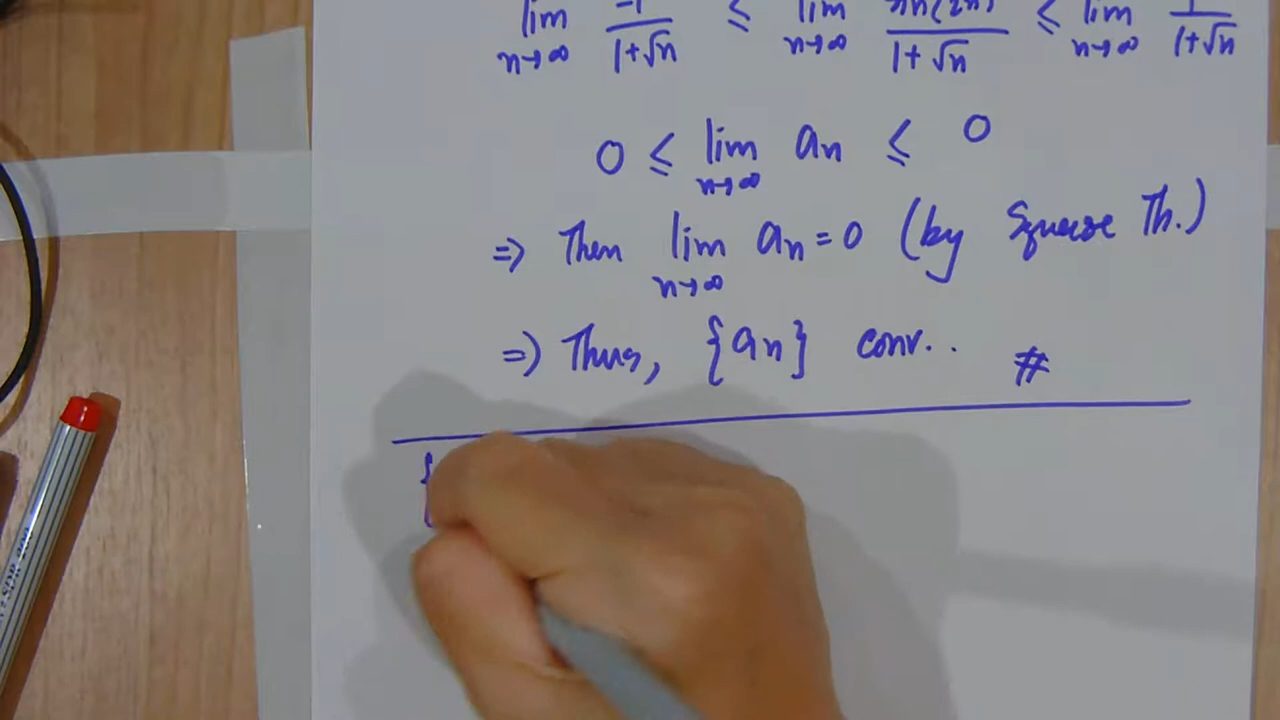 lim n→∞ -1/(1+√n) ≤ lim n→∞ sin(2n)/(1+√n) ≤ lim n→∞ 1/(1+√n)
0 ≤ lim n→∞ an ≤ 0
=> Then lim n→∞ an = 0 (by Squeeze Th.)
=> Thus, {an} conv.. #
{